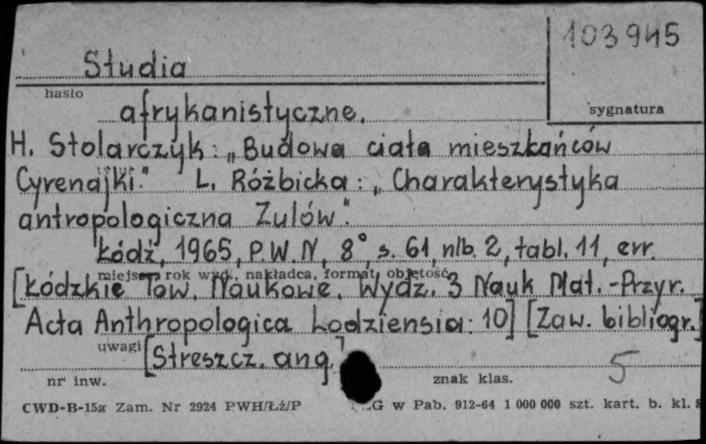 103945
Studia
hasło
afrykanistyczne.
sygnatura
H. Stolarczyk: „Budowa ciała mieszkańców
Cyrenajki." L. Różbicka: „Charakterystyka
antropologiczna Zulów".
Łódź, 1965, P.W.N, 8°, s. 61, nlb. 2, tabl. 11, err.
miejsce, rok wyd., nakładca, format, objętość
[Łódzkie Tow. Naukowe. Wydz. 3 Nauk Mat.-Przyr.
Acta Anthropologica Lodziensia: 10] [Zaw. bibliogr.]
uwagi [Streszcz. ang.]
5
nr inw.
znak klas.
CWD-B-15a Zam. Nr 2924 PWH/Łź/P G w Pab. 912-64 1 000 000 szt. kart. b. kl.